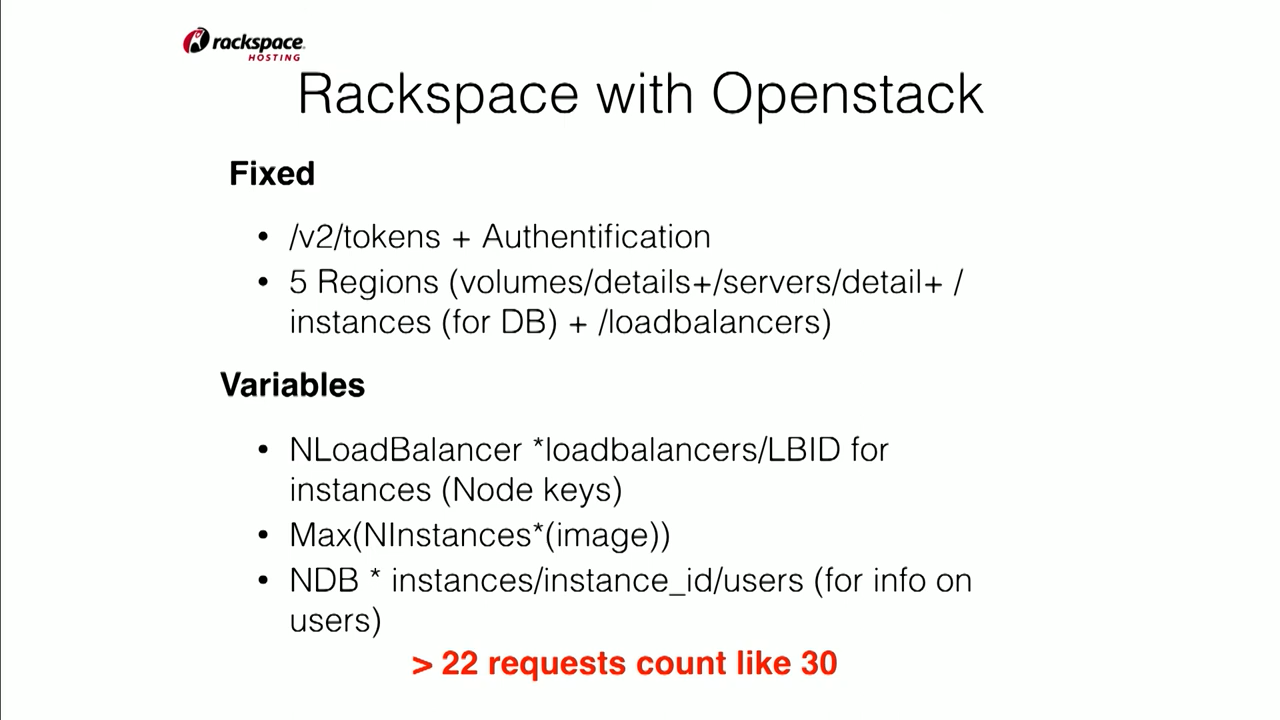 rackspace
HOSTING
Rackspace with Openstack
Fixed
• /v2/tokens + Authentification
• 5 Regions (volumes/details+/servers/detail+ /
instances (for DB) + /loadbalancers)
Variables
• NLoadBalancer *loadbalancers/LBID for
instances (Node keys)
• Max(NInstances*(image))
• NDB * instances/instance_id/users (for info on
users)
> 22 requests count like 30